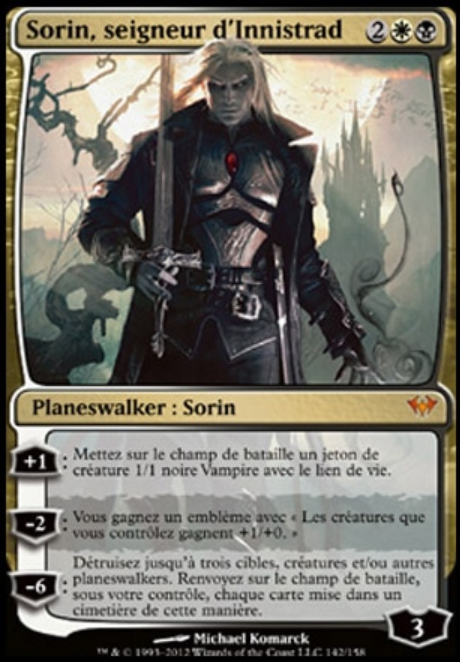 Sorin, seigneur d'Innistrad 2
Planeswalker : Sorin
+1 : Mettez sur le champ de bataille un jeton de
créature 1/1 noire Vampire avec le lien de vie.
-2 : Vous gagnez un emblème avec « Les créatures que
vous contrôlez gagnent +1/+0. »
Détruisez jusqu'à trois cibles, créatures et/ou autres
-6 : planeswalkers. Renvoyez sur le champ de bataille,
sous votre contrôle, chaque carte mise dans un
cimetière de cette manière.
3
Michael Komarck
™ & © 1993-2012 Wizards of the Coast LLC 142/158